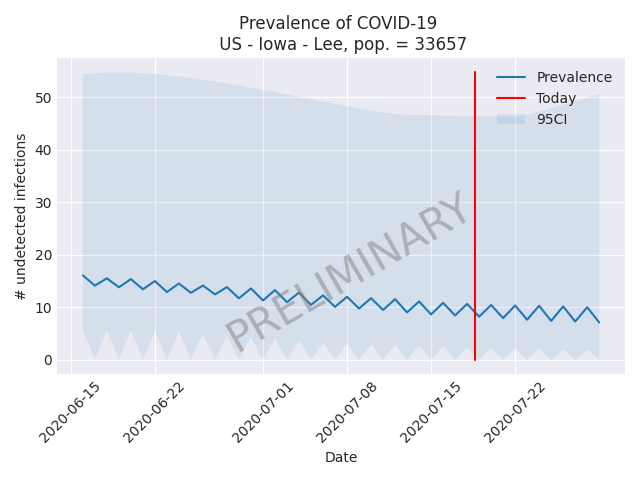 Prevalence of COVID-19
US - Iowa - Lee, pop. = 33657
# undetected infections
50
40
30
20
10
0
Prevalence
Today
95CI
PRELIMINARY
2020-06-15
2020-06-22
2020-07-01
2020-07-08
2020-07-15
2020-07-22
Date